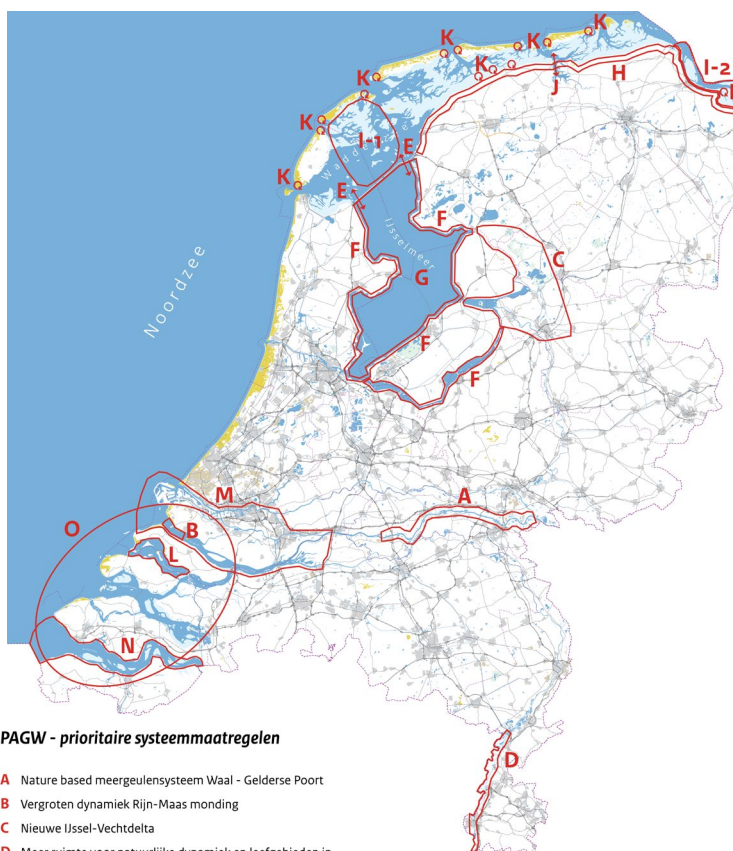 K
K
K
K
K
I-2
H
J
K
I-1
E
K
E
F
IJsselmeer
F
C
G
Noordzee
F
F
M
A
O
B
L
N
PAGW - prioritaire systeemmaatregelen
D
A Nature based meergeulensysteem Waal - Gelderse Poort
B Vergroten dynamiek Rijn-Maas monding
C Nieuwe IJssel-Vechtdelta